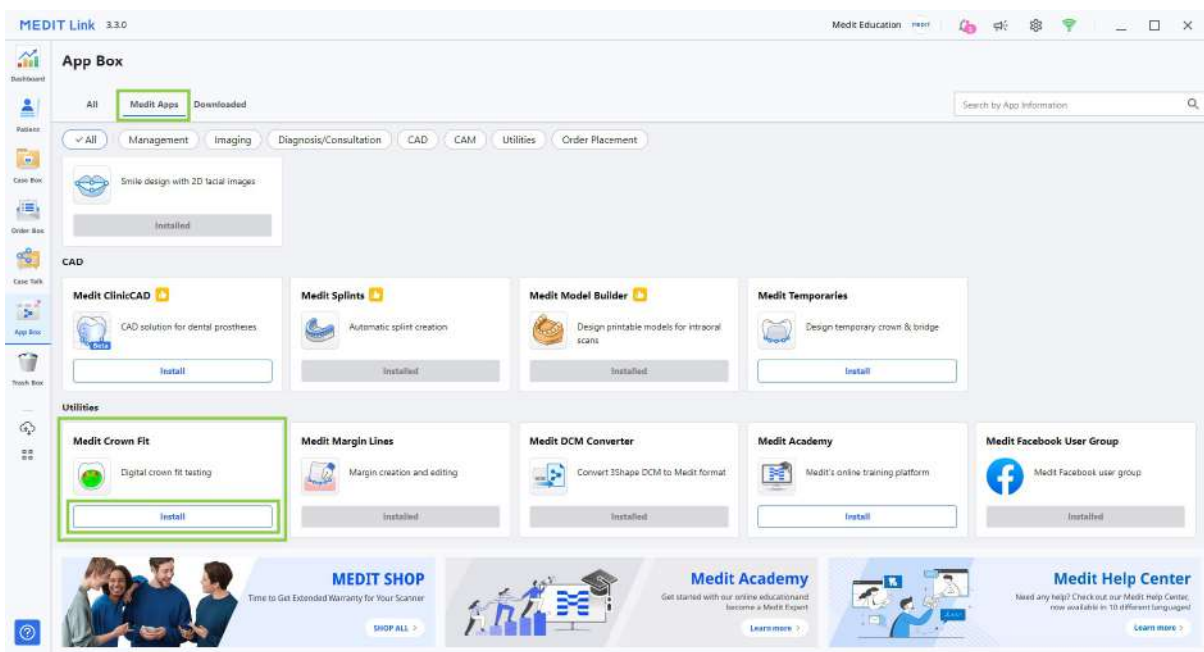 MEDIT Link 3.3.0
Medit Education
App Box
All
Medit Apps
Downloaded
Search by App Information
All
Management
Imaging
Diagnosis/Consultation
CAD
CAM
Utilities
Order Placement
Dashboard
Patient
Case Box
Order Box
Case Talk
App Box
Trash Box
Smile design with 2D facial images
Installed
CAD
Medit ClinicCAD
CAD solution for dental prostheses
Beta
Install
Medit Splints
Automatic splint creation
Installed
Medit Model Builder
Design printable models for intraoral
scans
Installed
Medit Temporaries
Design temporary crown & bridge
Install
Utilities
Medit Crown Fit
Digital crown fit testing
Install
Medit Margin Lines
Margin creation and editing
Installed
Medit DCM Converter
Convert 3Shape DCM to Medit format
Installed
Medit Academy
Medit's online training platform
Install
Medit Facebook User Group
Medit Facebook user group
Installed
MEDIT SHOP
Time to Get Extended Warranty for Your Scanner
SHOP ALL >
Medit Academy
Get started with our online educationand
become a Medit Expert
Learn more >
Medit Help Center
Need any help? Check out our Medit Help Center,
now available in 10 different languages!
Learn more >